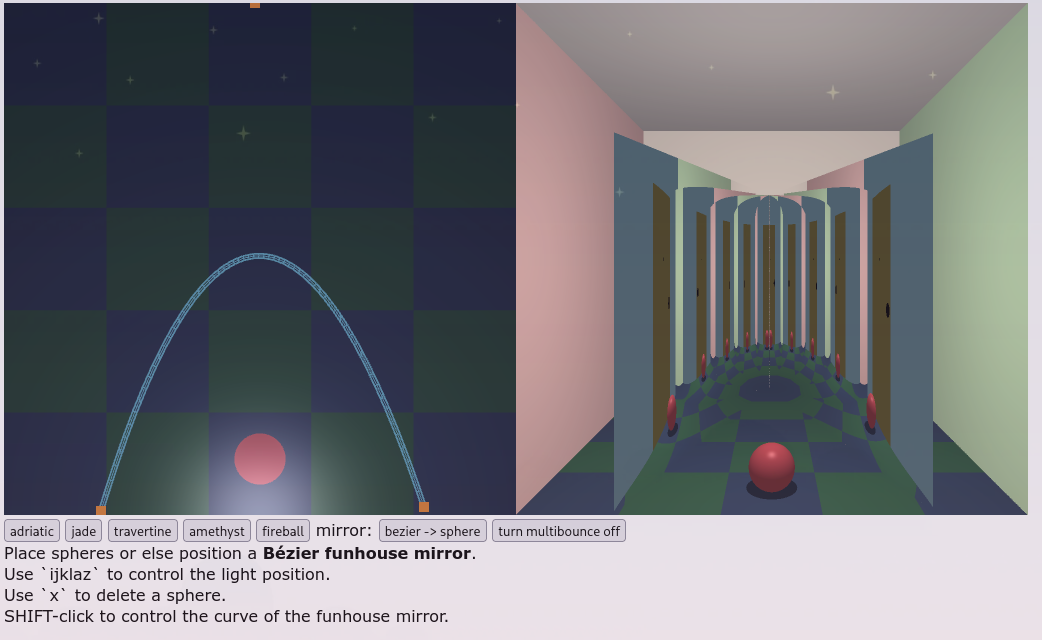 adriatic jade travertine amethyst fireball mirror: bezier -> sphere turn multibounce off
Place spheres or else position a Bézier funhouse mirror.
Use `ijklaz` to control the light position.
Use `x` to delete a sphere.
SHIFT-click to control the curve of the funhouse mirror.